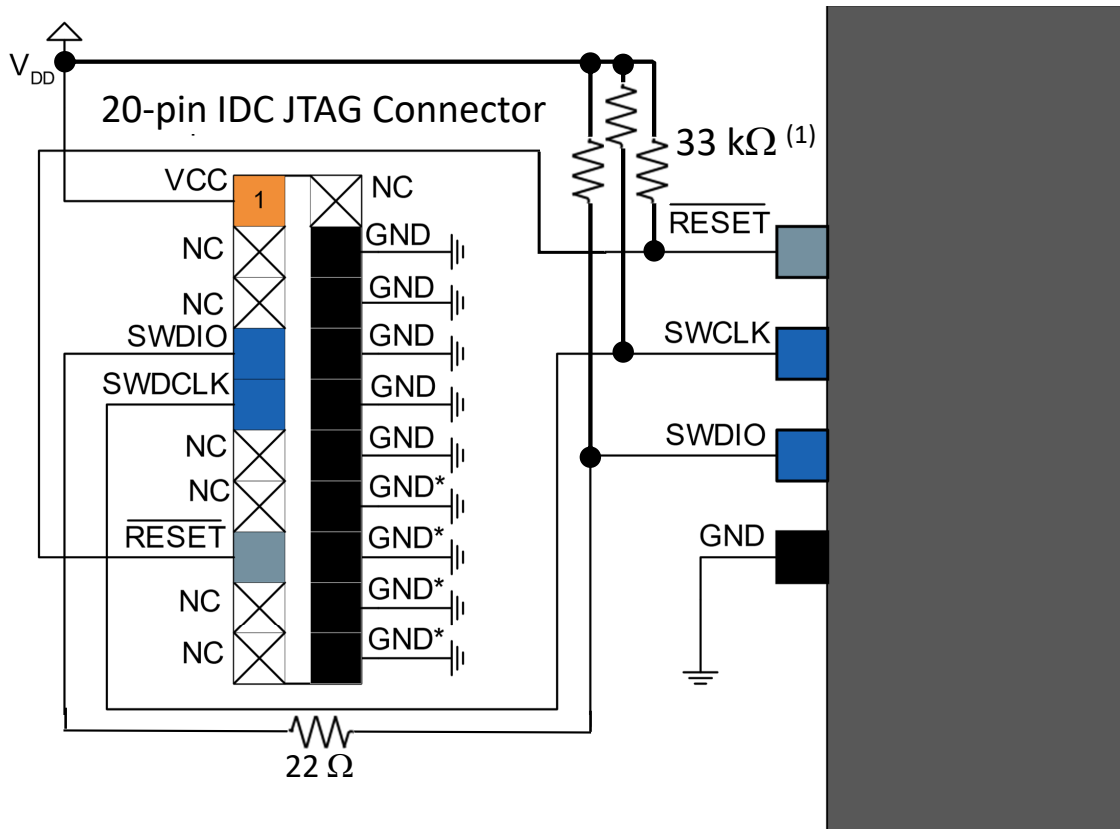 V_DD
20-pin IDC JTAG Connector
33 kΩ (1)
VCC
1
NC
RESET
NC
GND
NC
GND
SWDIO
GND
SWCLK
SWDCLK
GND
NC
GND
SWDIO
NC
GND*
RESET
GND*
GND
NC
GND*
NC
GND*
22 Ω